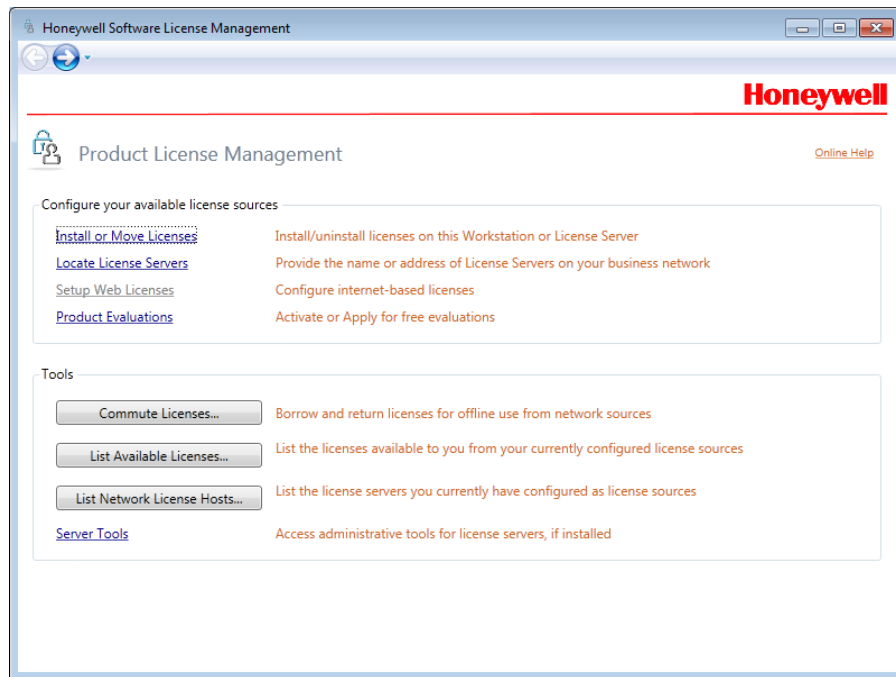 Honeywell Software License Management
Honeywell
Product License Management
Online Help
Configure your available license sources
Install or Move Licenses Install/uninstall licenses on this Workstation or License Server
Locate License Servers Provide the name or address of License Servers on your business network
Setup Web Licenses Configure internet-based licenses
Product Evaluations Activate or Apply for free evaluations
Tools
Commute Licenses... Borrow and return licenses for offline use from network sources
List Available Licenses... List the licenses available to you from your currently configured license sources
List Network License Hosts... List the license servers you currently have configured as license sources
Server Tools Access administrative tools for license servers, if installed